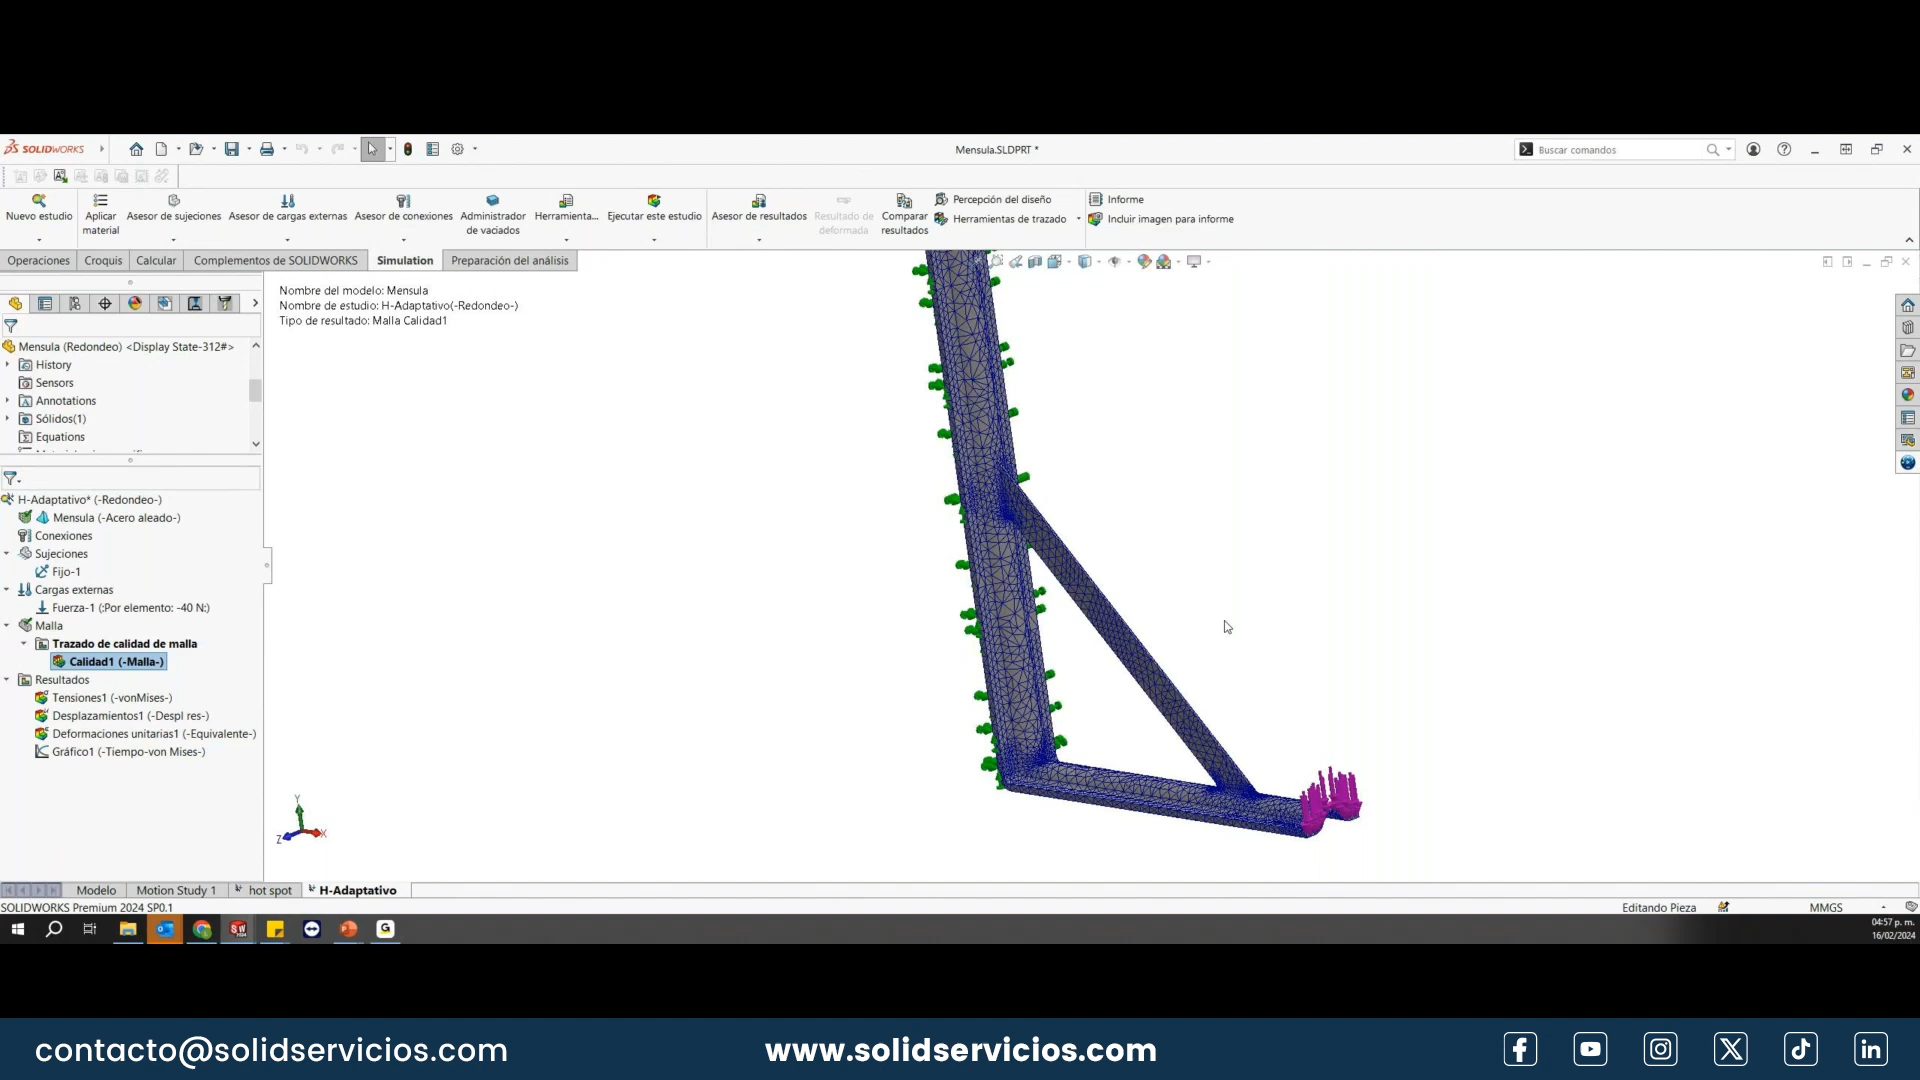 SOLIDWORKS
Mensula.SLDPRT *
Buscar comandos
Nuevo estudio
Aplicar material
Asesor de sujeciones
Asesor de cargas externas
Asesor de conexiones
Administrador de vaciados
Herramienta...
Ejecutar este estudio
Asesor de resultados
Resultado de deformada
Comparar resultados
Percepción del diseño
Herramientas de trazado
Informe
Incluir imagen para informe
Operaciones
Croquis
Calcular
Complementos de SOLIDWORKS
Simulation
Preparación del análisis
Nombre del modelo: Mensula
Nombre de estudio: H-Adaptativo(-Redondeo-)
Tipo de resultado: Malla Calidad1
Mensula (Redondeo) <Display State-312#>
History
Sensors
Annotations
Sólidos(1)
Equations
H-Adaptativo* (-Redondeo-)
Mensula (-Acero aleado-)
Conexiones
Sujeciones
Fijo-1
Cargas externas
Fuerza-1 (:Por elemento: -40 N:)
Malla
Trazado de calidad de malla
Calidad1 (-Malla-)
Resultados
Tensiones1 (-vonMises-)
Desplazamientos1 (-Despl res-)
Deformaciones unitarias1 (-Equivalente-)
Gráfico1 (-Tiempo-von Mises-)
Y
Z
X
Modelo
Motion Study 1
hot spot
H-Adaptativo
SOLIDWORKS Premium 2024 SP0.1
Editando Pieza
MMGS
04:57 p. m.
16/02/2024
contacto@solidservicios.com
www.solidservicios.com